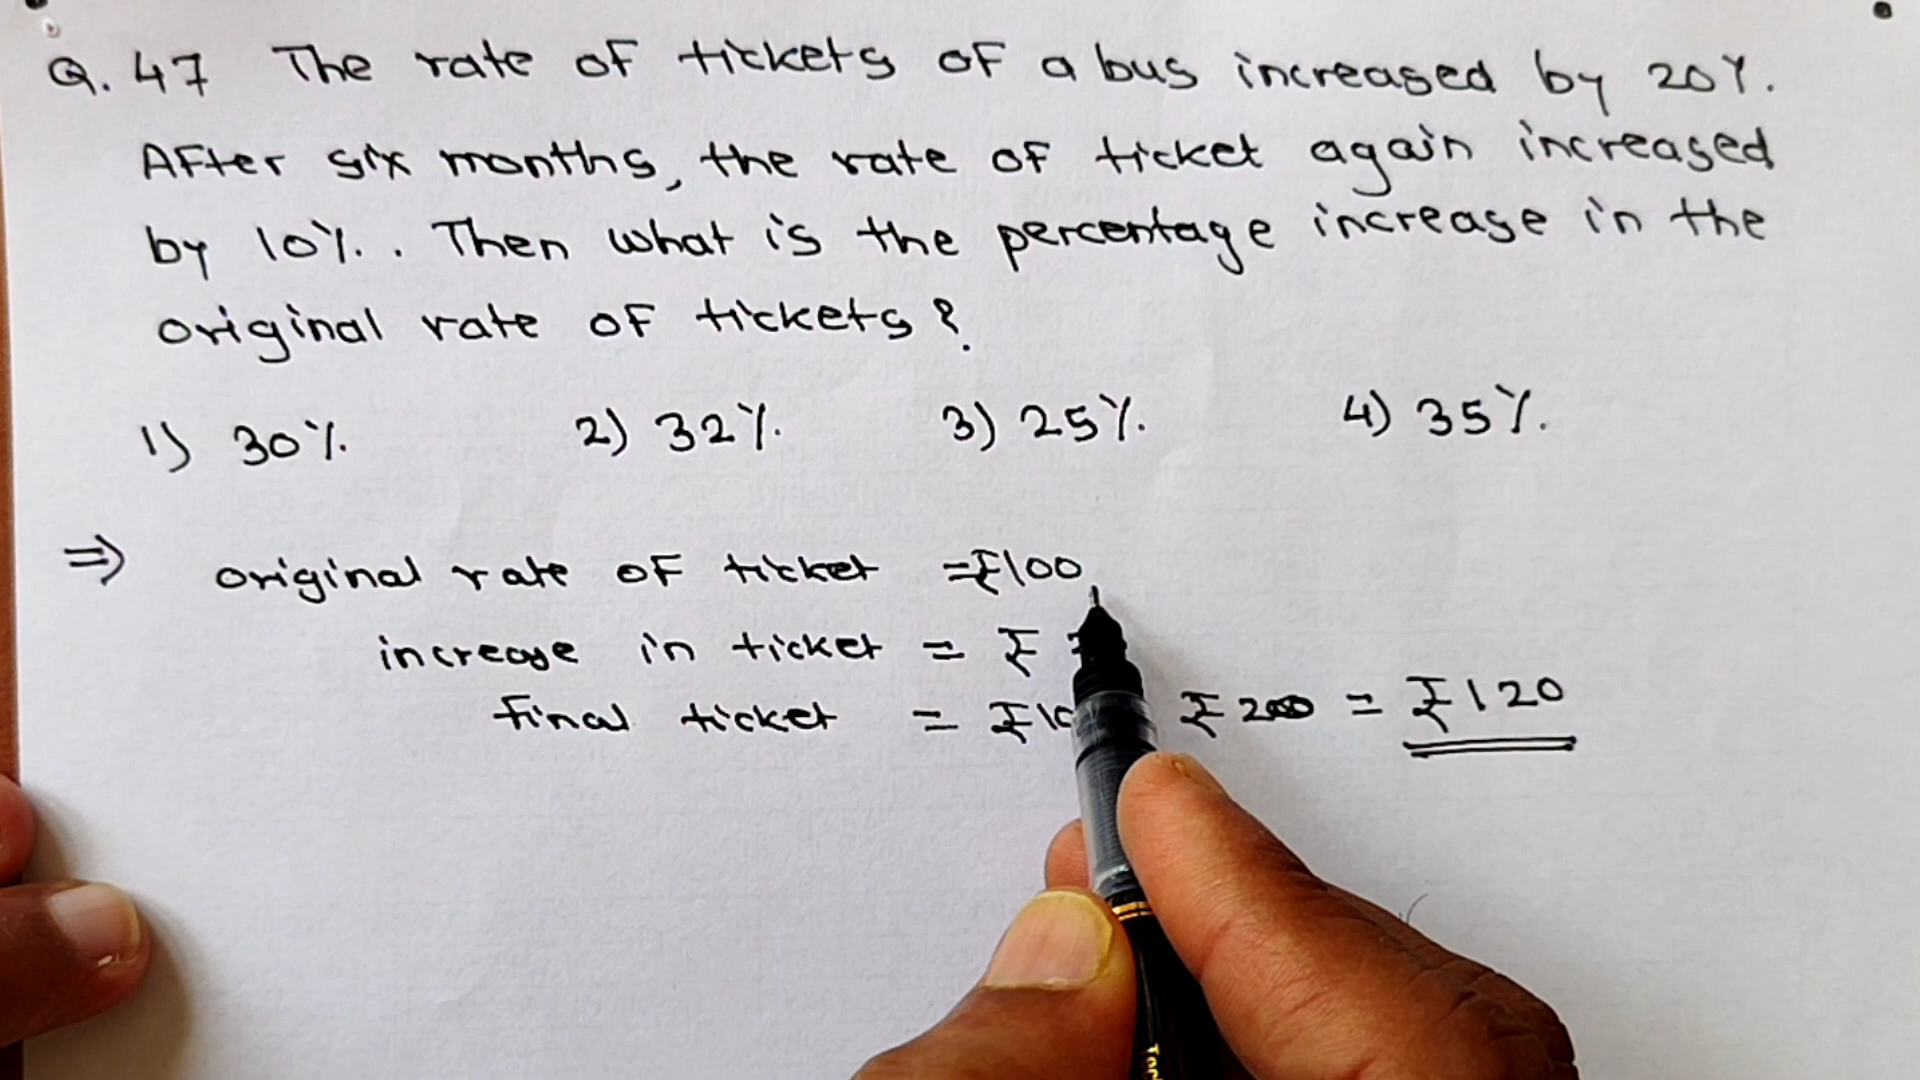 Q. 47 The rate of tickets of a bus increased by 20%.
After six months, the rate of ticket again increased
by 10%. . Then what is the percentage increase in the
original rate of tickets?
1) 30% 2) 32% 3) 25% 4) 35%
⇒ original rate of ticket = ₹100
increase in ticket = ₹
final ticket = ₹ ₹ 20 = ₹120